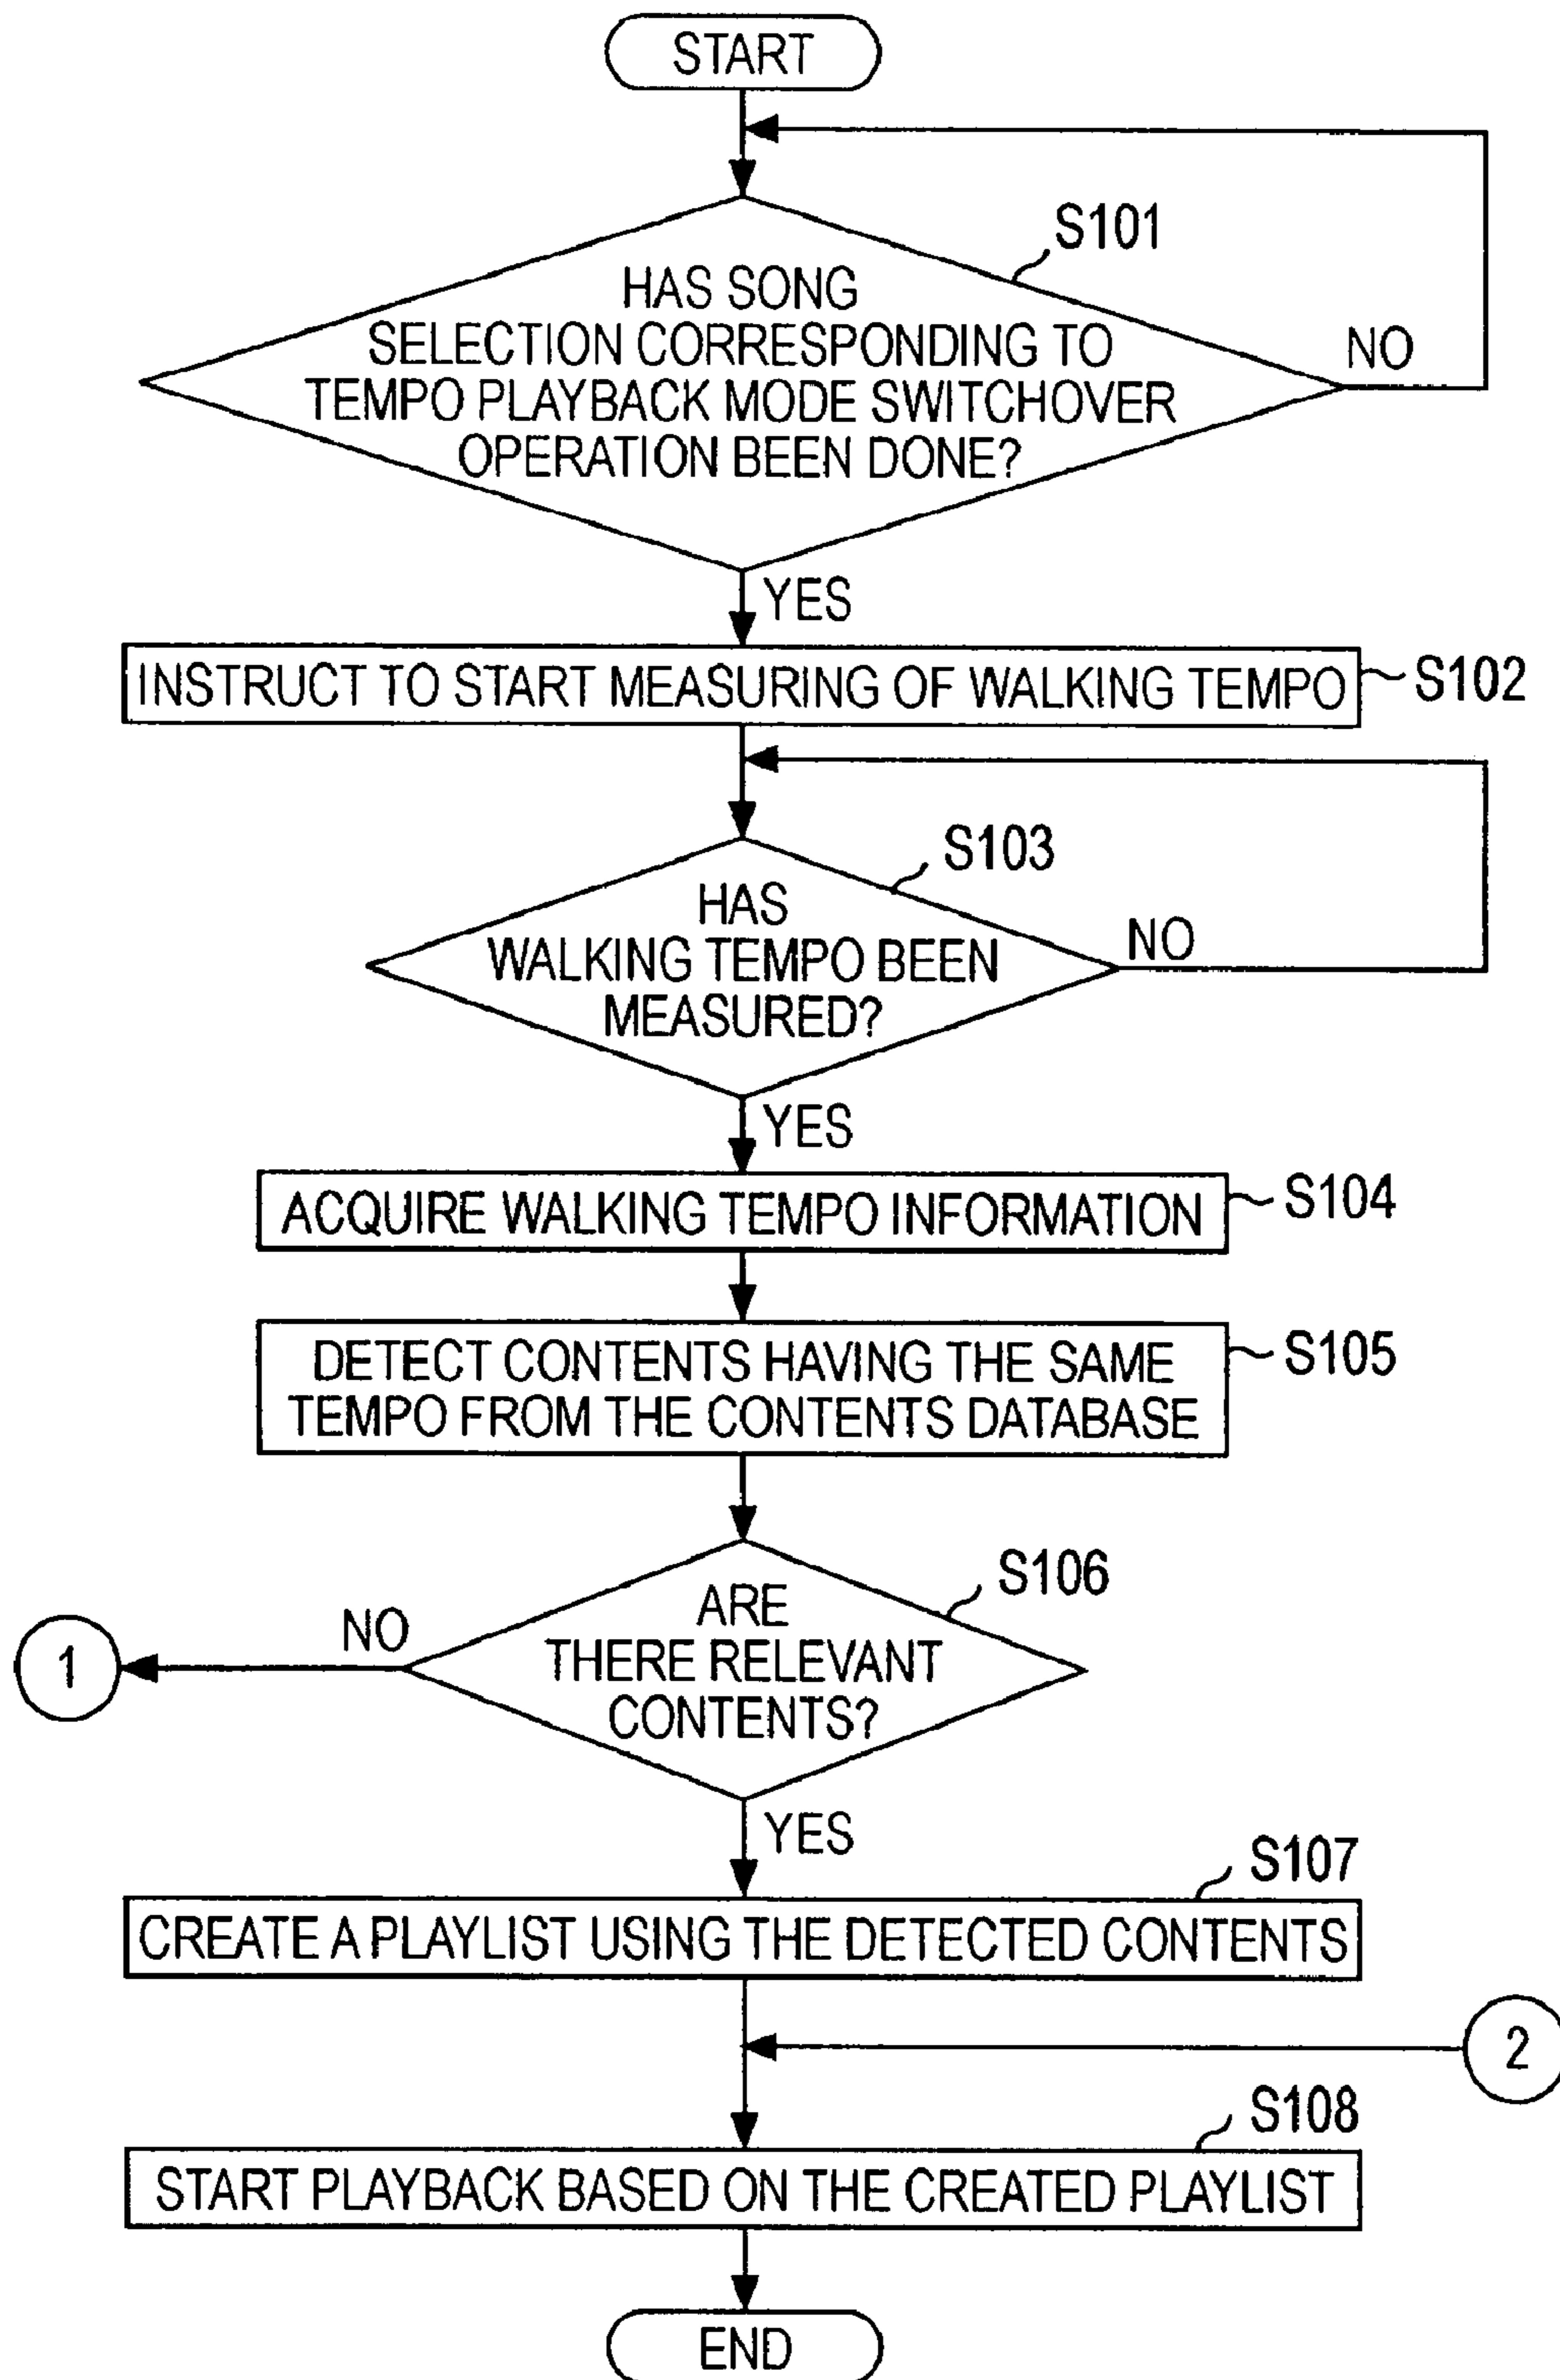 START
S101
HAS SONG
SELECTION CORRESPONDING TO
TEMPO PLAYBACK MODE SWITCHOVER
OPERATION BEEN DONE?
NO
YES
INSTRUCT TO START MEASURING OF WALKING TEMPO
S102
S103
HAS
WALKING TEMPO BEEN
MEASURED?
NO
YES
ACQUIRE WALKING TEMPO INFORMATION
S104
DETECT CONTENTS HAVING THE SAME
TEMPO FROM THE CONTENTS DATABASE
S105
S106
ARE
THERE RELEVANT
CONTENTS?
NO
1
YES
S107
CREATE A PLAYLIST USING THE DETECTED CONTENTS
2
S108
START PLAYBACK BASED ON THE CREATED PLAYLIST
END